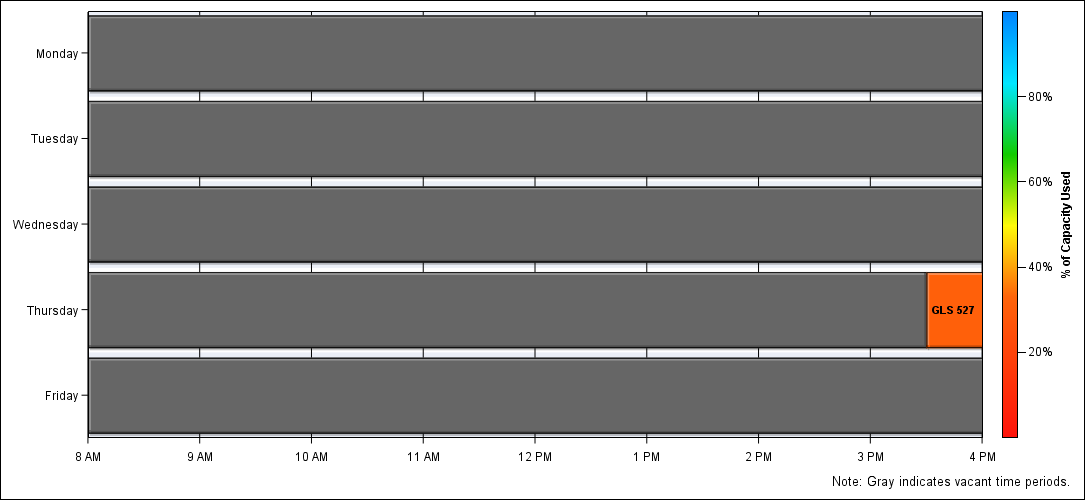 Monday
Tuesday
Wednesday
Thursday
Friday
GLS 527
8 AM 9 AM 10 AM 11 AM 12 PM 1 PM 2 PM 3 PM 4 PM
80%
60%
40%
20%
% of Capacity Used
Note: Gray indicates vacant time periods.